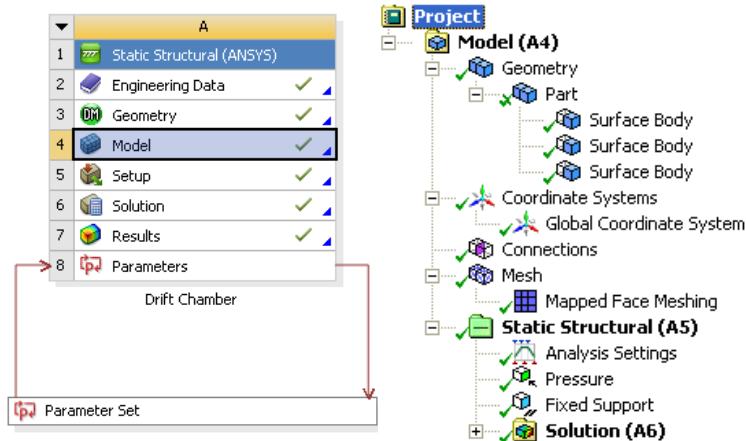 A
1 Static Structural (ANSYS)
2 Engineering Data
3 DM Geometry
4 Model
5 Setup
6 Solution
7 Results
8 Parameters
Drift Chamber
Parameter Set
Project
Model (A4)
Geometry
Part
Surface Body
Surface Body
Surface Body
Coordinate Systems
Global Coordinate System
Connections
Mesh
Mapped Face Meshing
Static Structural (A5)
Analysis Settings
Pressure
Fixed Support
Solution (A6)